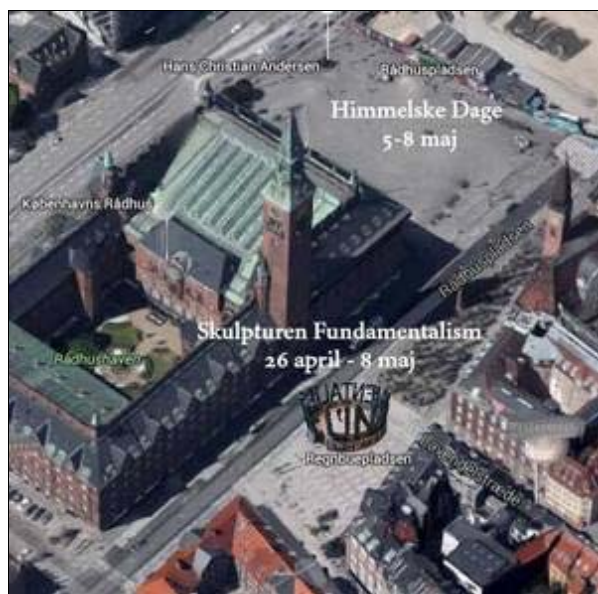 Hans Christian Andersen
Rådhuspladsen
Himmelske Dage
5-8 maj
Københavns Rådhus
Rådhuspladsen
Skulpturen Fundamentalism
26 april - 8 maj
Rådhushaven
Regnbuepladsen